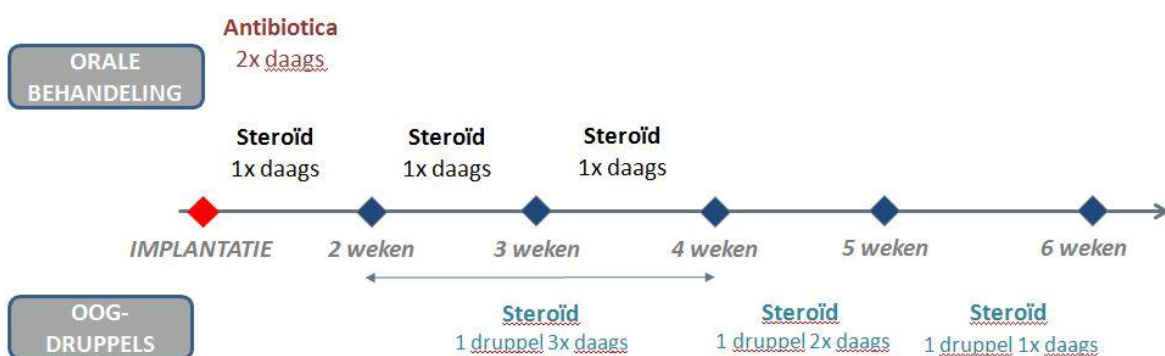 Antibiotica
2x daags
ORALE
BEHANDELING
Steroïd
1x daags
Steroïd
1x daags
Steroïd
1x daags
IMPLANTATIE
2 weken
3 weken
4 weken
5 weken
6 weken
OOG-
DRUPPELS
Steroïd
1 druppel 3x daags
Steroïd
1 druppel 2x daags
Steroïd
1 druppel 1x daags